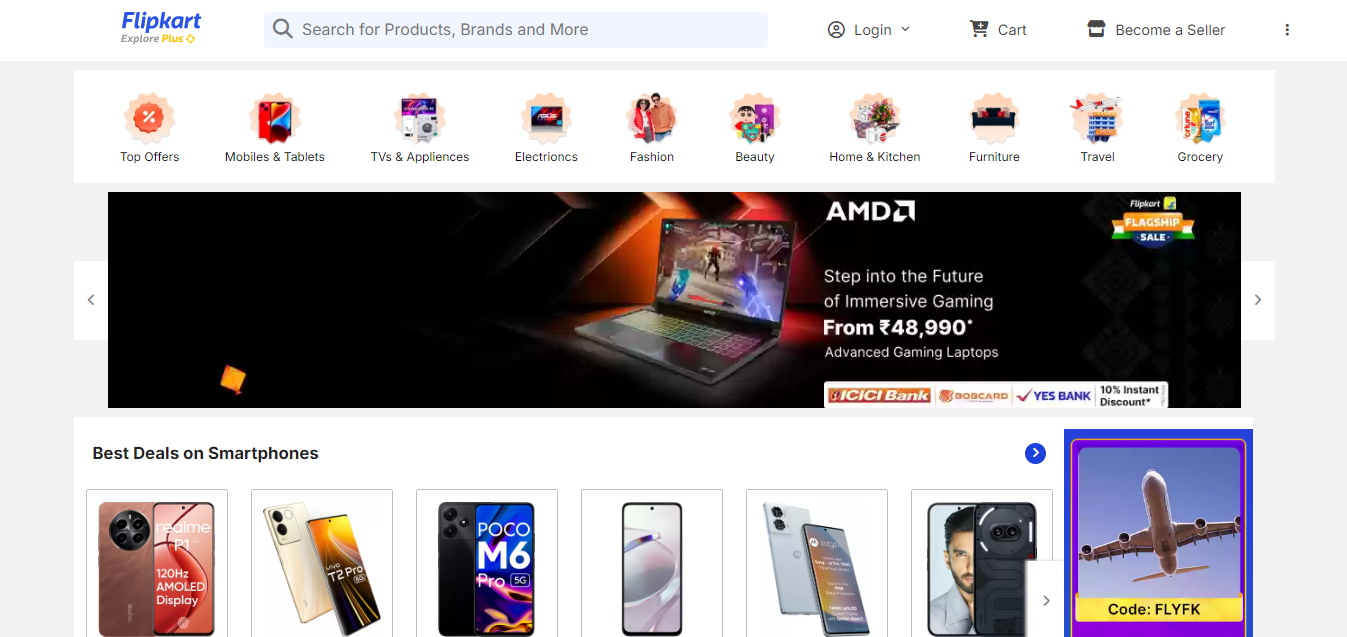 Flipkart
Explore Plus
Search for Products, Brands and More
Login
Cart
Become a Seller
Top Offers
Mobiles & Tablets
TVs & Appliences
Electrioncs
Fashion
Beauty
Home & Kitchen
Furniture
Travel
Grocery
AMD
Flipkart
FLAGSHIP
SALE
Step into the Future
of Immersive Gaming
From ₹48,990*
Advanced Gaming Laptops
ICICI Bank
BOBCARD
YES BANK
10% Instant
Discount*
Best Deals on Smartphones
realme
P1
120Hz
AMOLED
Display
realme
vivo
T2 Pro
5G
POCO
M6
Pro 5G
Code: FLYFK